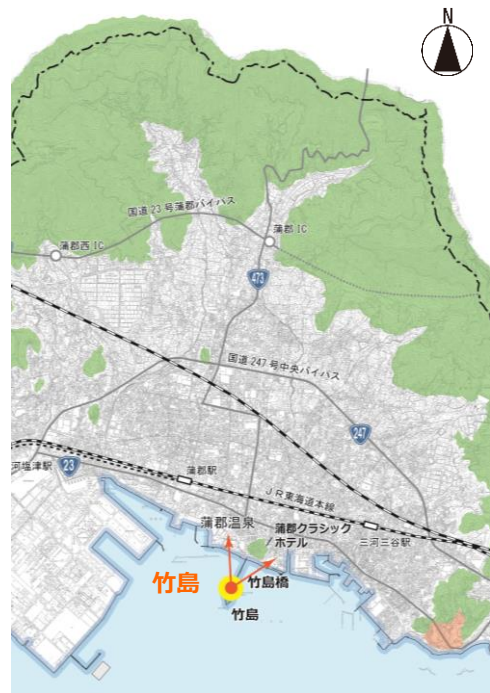 N
国道23号蒲郡バイパス
蒲郡西IC
蒲郡IC
473
国道247号中央バイパス
247
河塩津駅
23
蒲郡駅
JR東海道本線
蒲郡温泉
蒲郡クラシック
ホテル
三河三谷駅
竹島
竹島橋
竹島